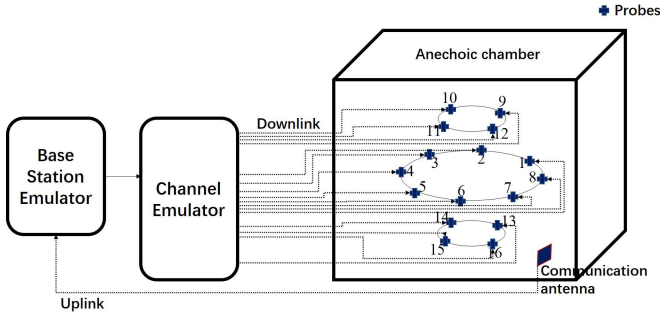 Probes
Anechoic chamber
10
9
Downlink
11
12
Base
Station
Emulator
Channel
Emulator
3
2
1
4
8
5
6
7
14
13
15
16
Communication
antenna
Uplink